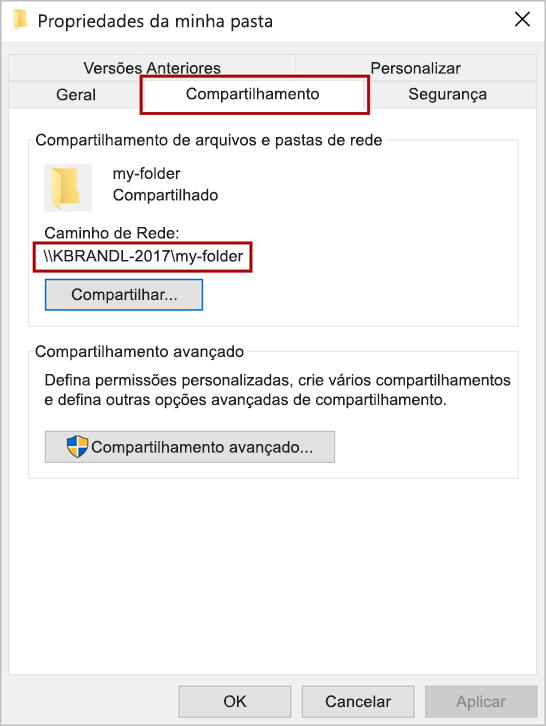 Propriedades da minha pasta
Versões Anteriores
Personalizar
Geral
Compartilhamento
Segurança
Compartilhamento de arquivos e pastas de rede
my-folder
Compartilhado
Caminho de Rede:
\\KBRANDL-2017\my-folder
Compartilhar...
Compartilhamento avançado
Defina permissões personalizadas, crie vários compartilhamentos
e defina outras opções avançadas de compartilhamento.
Compartilhamento avançado...
OK
Cancelar
Aplicar